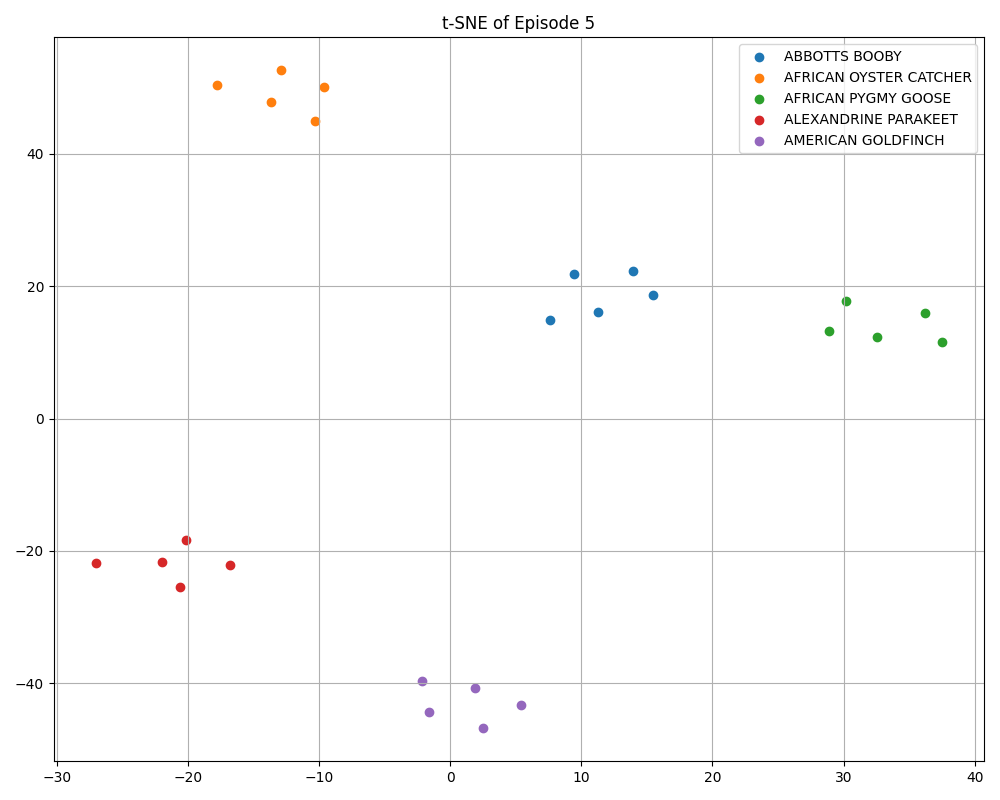 t-SNE of Episode 5
ABBOTTS BOOBY
AFRICAN OYSTER CATCHER
AFRICAN PYGMY GOOSE
ALEXANDRINE PARAKEET
AMERICAN GOLDFINCH
40
20
0
−20
−40
−30 −20 −10 0 10 20 30 40